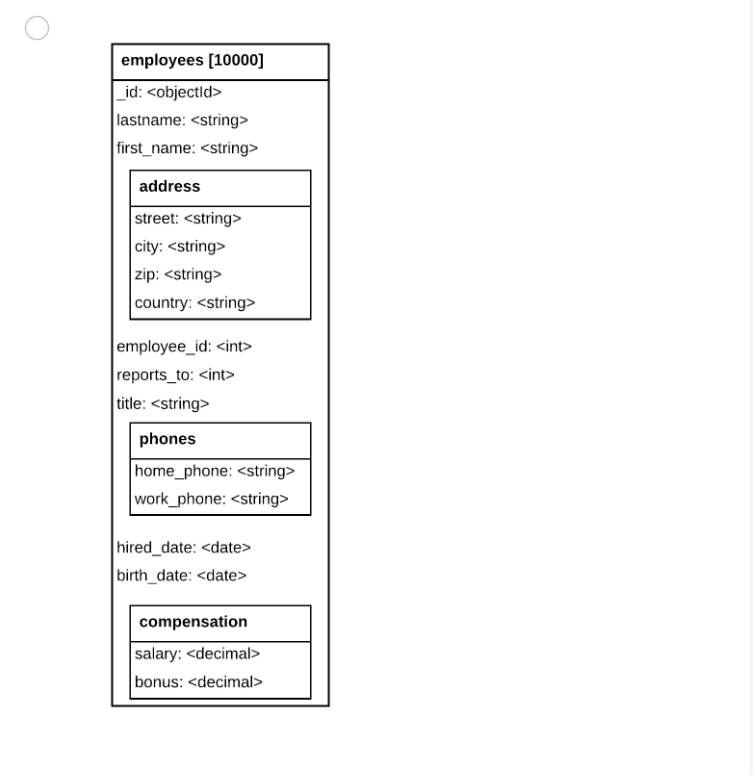 employees [10000]
_id: <objectId>
lastname: <string>
first_name: <string>
address
street: <string>
city: <string>
zip: <string>
country: <string>
employee_id: <int>
reports_to: <int>
title: <string>
phones
home_phone: <string>
work_phone: <string>
hired_date: <date>
birth_date: <date>
compensation
salary: <decimal>
bonus: <decimal>